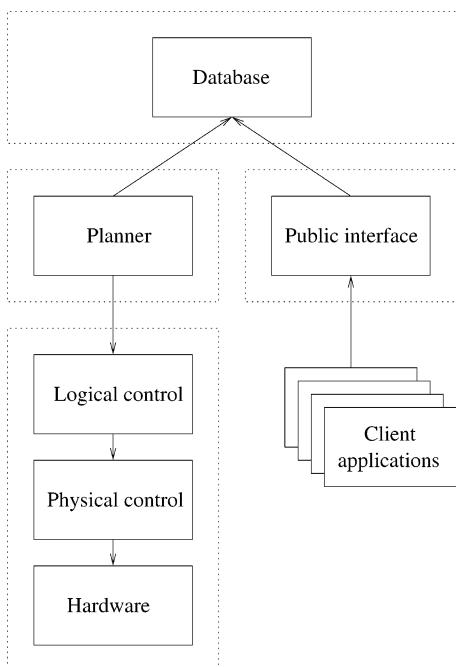 Database
Planner
Public interface
Logical control
Client
applications
Physical control
Hardware